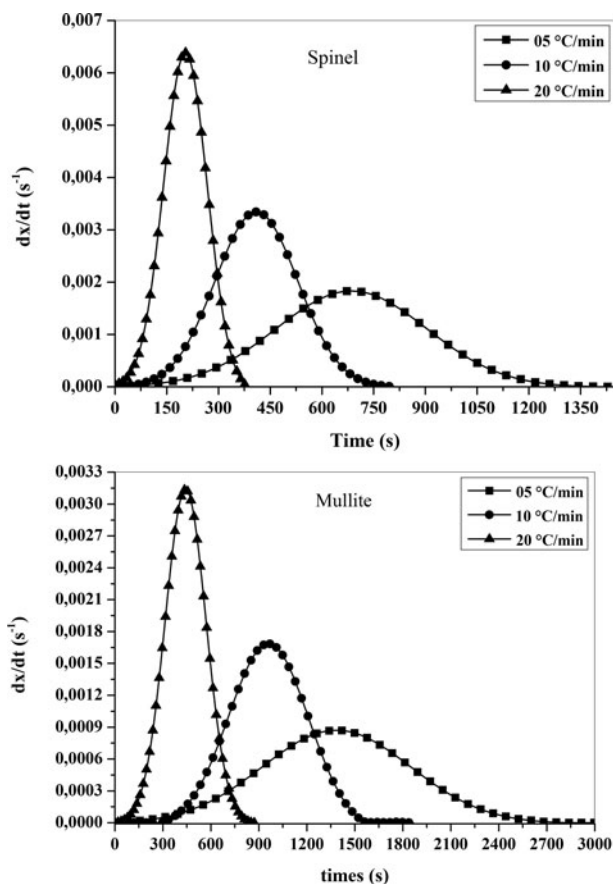 0,007
0,006
0,005
0,004
0,003
0,002
0,001
0,000
dx/dt (s-1)
Spinel
05 °C/min
10 °C/min
20 °C/min
0 150 300 450 600 750 900 1050 1200 1350
Time (s)
0,0033
0,0030
0,0027
0,0024
0,0021
0,0018
0,0015
0,0012
0,0009
0,0006
0,0003
0,0000
dx/dt (s-1)
Mullite
05 °C/min
10 °C/min
20 °C/min
0 300 600 900 1200 1500 1800 2100 2400 2700 3000
times (s)